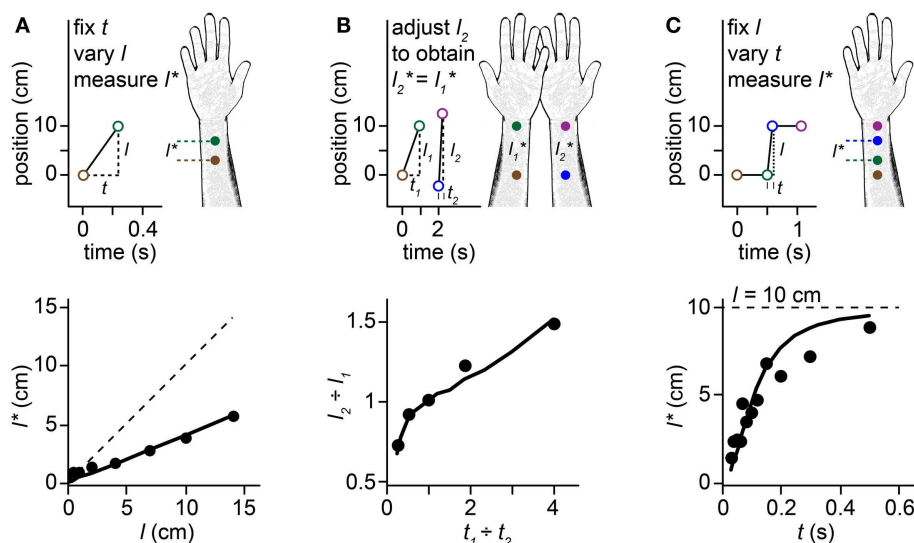 A
fix t
vary l
measure l*
position (cm)
10
0
l
t
l*
0
0.4
time (s)
B
adjust l2
to obtain
l2* = l1*
position (cm)
10
0
l1
l2
t1
t2
l1*
l2*
0
2
time (s)
C
fix l
vary t
measure l*
position (cm)
10
0
l
t
l*
0
1
time (s)
15
10
5
0
l* (cm)
0
5
10
15
l (cm)
1.5
1
0.5
l2 ÷ l1
0
2
4
t1 ÷ t2
l = 10 cm
10
5
0
l* (cm)
0
0.2
0.4
0.6
t (s)